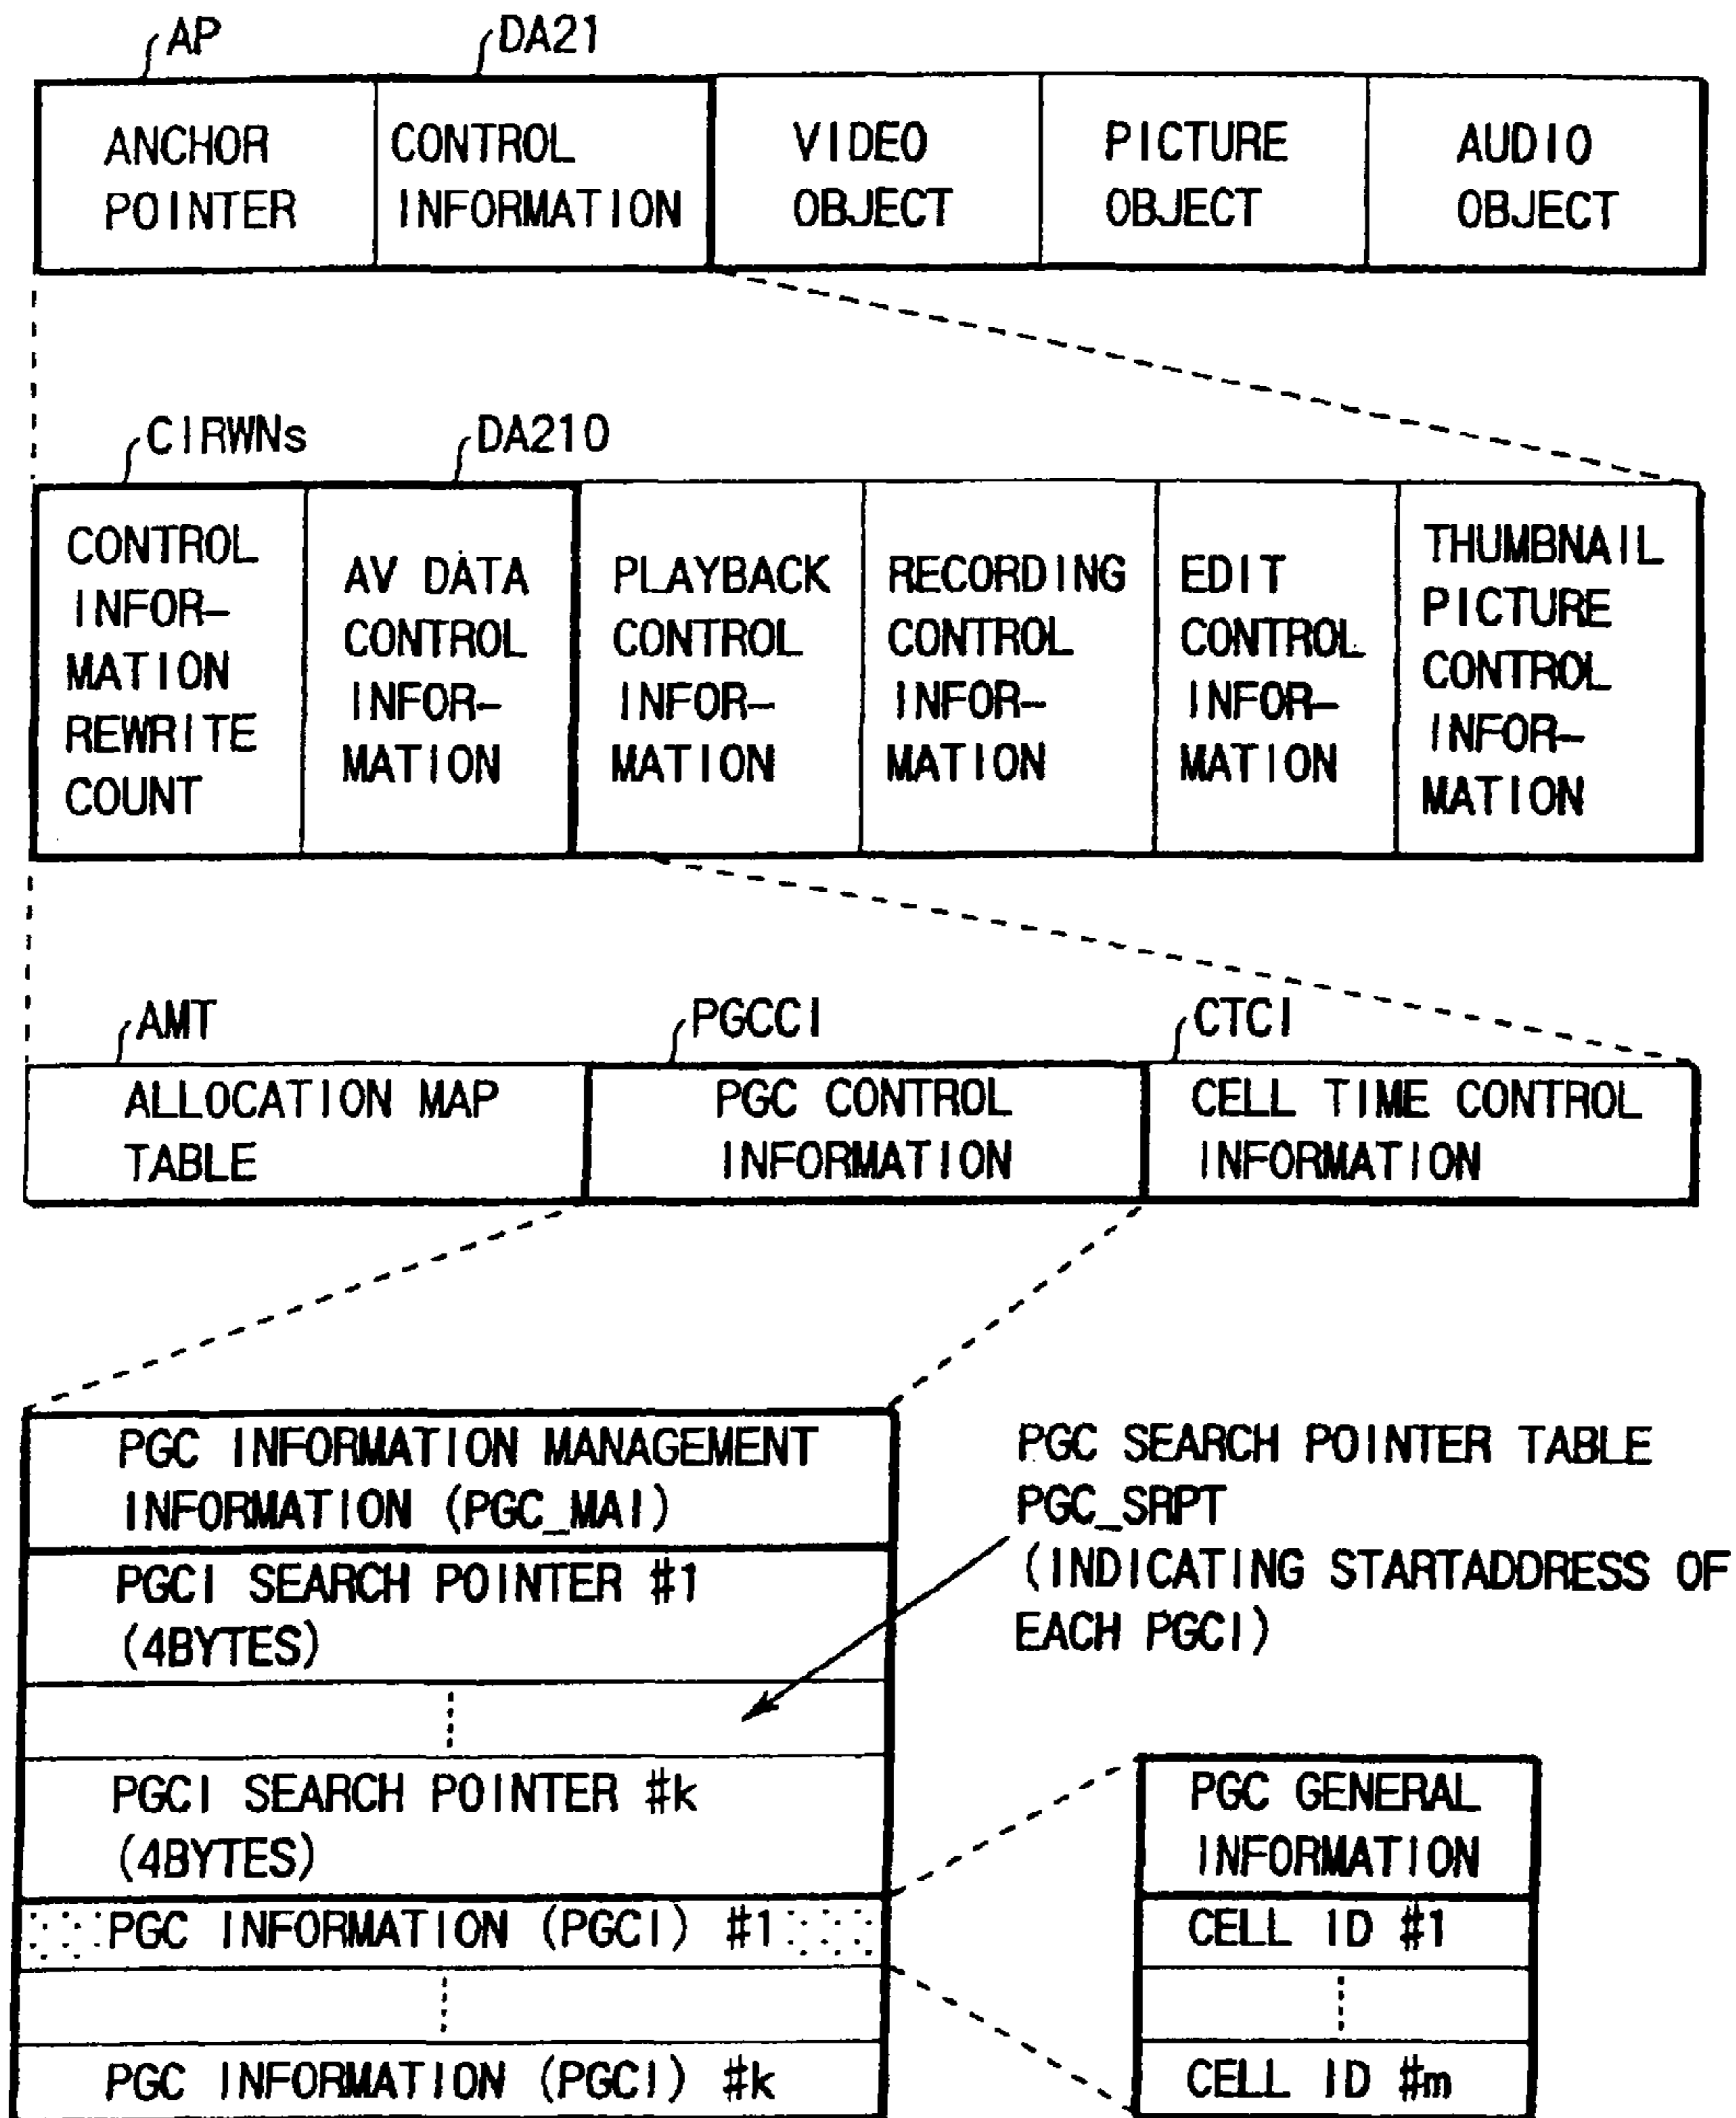 AP
DA21
ANCHOR
POINTER
CONTROL
INFORMATION
VIDEO
OBJECT
PICTURE
OBJECT
AUDIO
OBJECT
CIRWNs
DA210
CONTROL
INFOR-
MATION
REWRITE
COUNT
AV DATA
CONTROL
INFOR-
MATION
PLAYBACK
CONTROL
INFOR-
MATION
RECORDING
CONTROL
INFOR-
MATION
EDIT
CONTROL
INFOR-
MATION
THUMBNAIL
PICTURE
CONTROL
INFOR-
MATION
AMT
PGCCI
CTCI
ALLOCATION MAP
TABLE
PGC CONTROL
INFORMATION
CELL TIME CONTROL
INFORMATION
PGC INFORMATION MANAGEMENT
INFORMATION (PGC_MAI)
PGCI SEARCH POINTER #1
(4BYTES)
PGCI SEARCH POINTER #k
(4BYTES)
PGC INFORMATION (PGCI) #1
PGC INFORMATION (PGCI) #k
PGC SEARCH POINTER TABLE
PGC_SRPT
(INDICATING STARTADDRESS OF
EACH PGCI)
PGC GENERAL
INFORMATION
CELL ID #1
CELL ID #m